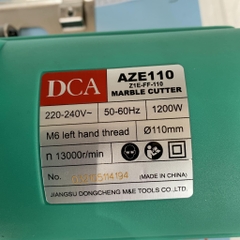 DCA
AZE110
Z1E-FF-110
MARBLE CUTTER
220-240V~ 50-60Hz 1200W
M6 left hand thread Ø110mm
n 13000r/min
No. (MADE IN CHINA)
JIANGSU DONGCHENG M&E TOOLS CO.,LTD.